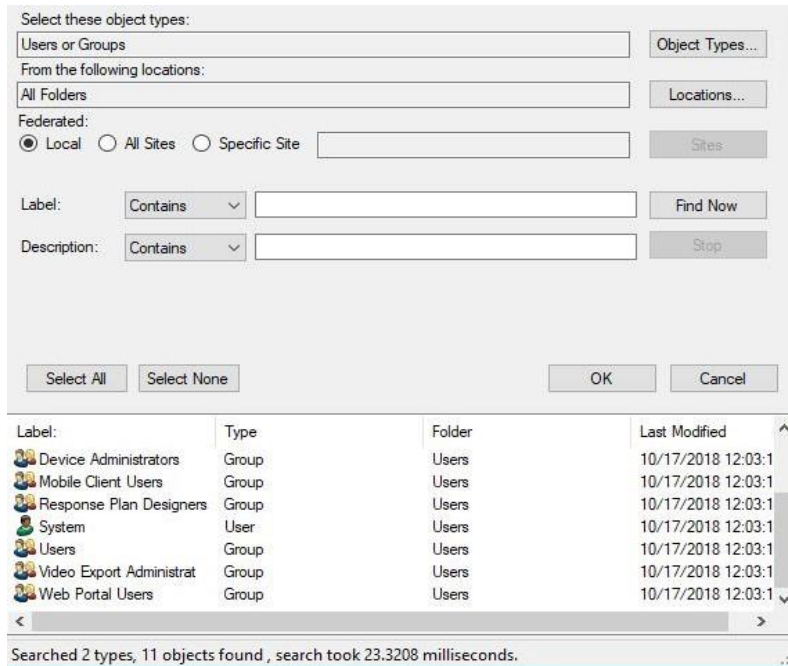 Select these object types:
Users or Groups Object Types...
From the following locations:
All Folders Locations...
Federated:
Local All Sites Specific Site Sites
Label: Contains Find Now
Description: Contains Stop
Select All Select None OK Cancel
Label: Type Folder Last Modified
Device Administrators Group Users 10/17/2018 12:03:1
Mobile Client Users Group Users 10/17/2018 12:03:1
Response Plan Designers Group Users 10/17/2018 12:03:1
System User Users 10/17/2018 12:03:1
Users Group Users 10/17/2018 12:03:1
Video Export Administrat Group Users 10/17/2018 12:03:1
Web Portal Users Group Users 10/17/2018 12:03:1
Searched 2 types, 11 objects found , search took 23.3208 milliseconds.